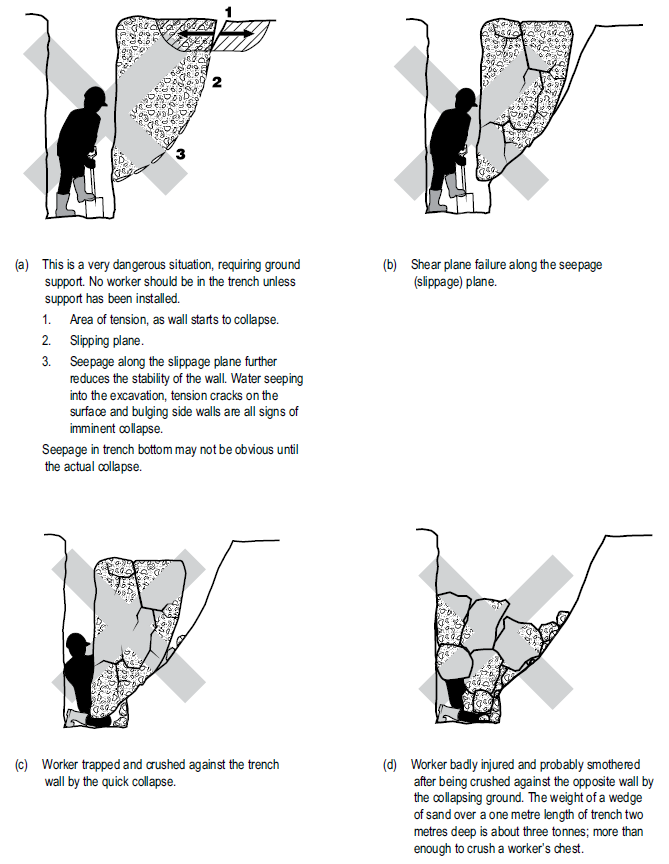 1
2
3
(a) This is a very dangerous situation, requiring ground
support. No worker should be in the trench unless
support has been installed.
1. Area of tension, as wall starts to collapse.
2. Slipping plane.
3. Seepage along the slippage plane further
reduces the stability of the wall. Water seeping
into the excavation, tension cracks on the
surface and bulging side walls are all signs of
imminent collapse.
Seepage in trench bottom may not be obvious until
the actual collapse.
(b) Shear plane failure along the seepage
(slippage) plane.
(c) Worker trapped and crushed against the trench
wall by the quick collapse.
(d) Worker badly injured and probably smothered
after being crushed against the opposite wall by
the collapsing ground. The weight of a wedge
of sand over a one metre length of trench two
metres deep is about three tonnes; more than
enough to crush a worker's chest.